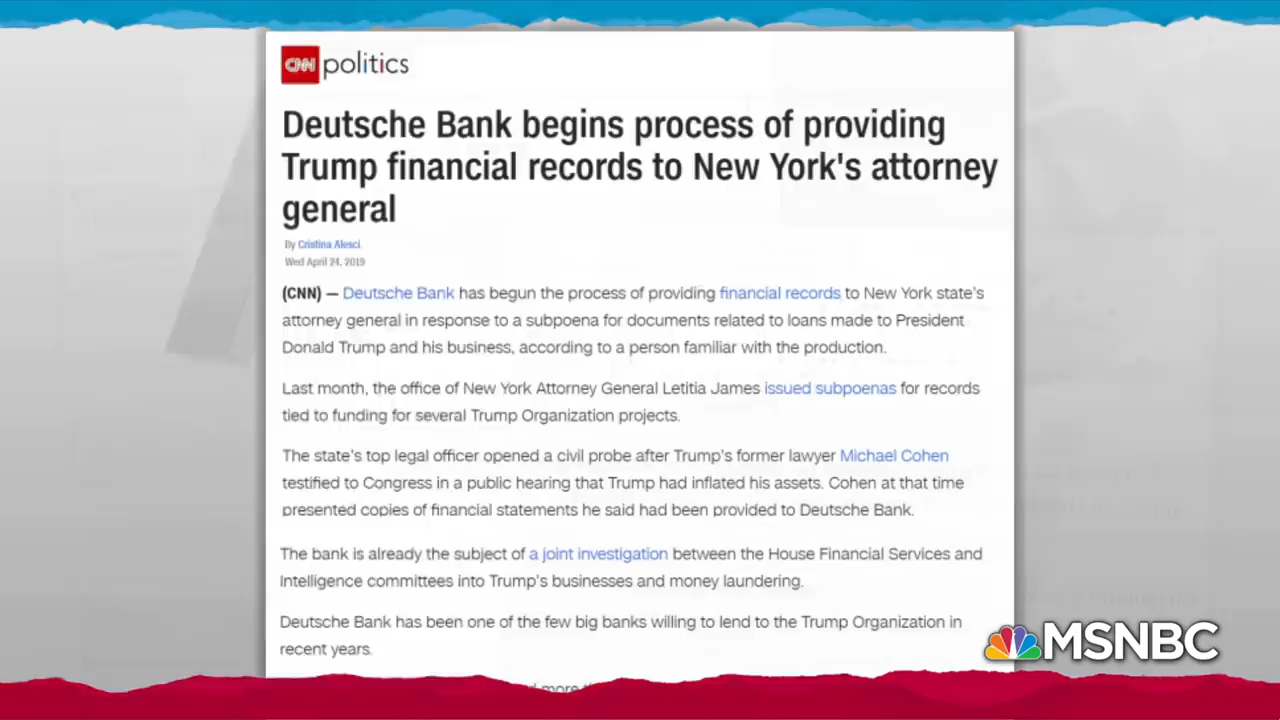 CNN politics
Deutsche Bank begins process of providing
Trump financial records to New York's attorney
general
By Cristina Alesci,
Wed April 24, 2019
(CNN) — Deutsche Bank has begun the process of providing financial records to New York state's
attorney general in response to a subpoena for documents related to loans made to President
Donald Trump and his business, according to a person familiar with the production.
Last month, the office of New York Attorney General Letitia James issued subpoenas for records
tied to funding for several Trump Organization projects.
The state's top legal officer opened a civil probe after Trump's former lawyer Michael Cohen
testified to Congress in a public hearing that Trump had inflated his assets. Cohen at that time
presented copies of financial statements he said had been provided to Deutsche Bank.
The bank is already the subject of a joint investigation between the House Financial Services and
Intelligence committees into Trump's businesses and money laundering.
Deutsche Bank has been one of the few big banks willing to lend to the Trump Organization in
recent years.
MSNBC
more